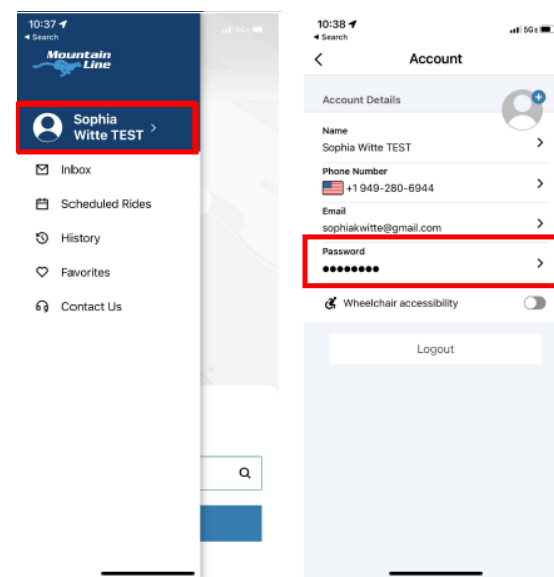 10:37
◄ Search
5G E
Mountain
Line
Sophia
Witte TEST
Inbox
Scheduled Rides
History
Favorites
Contact Us
10:38
◄ Search
5G E
Account
Account Details
Name
Sophia Witte TEST
Phone Number
+1 949-280-6944
Email
sophiakwitte@gmail.com
Password
●●●●●●●●
Wheelchair accessibility
Logout